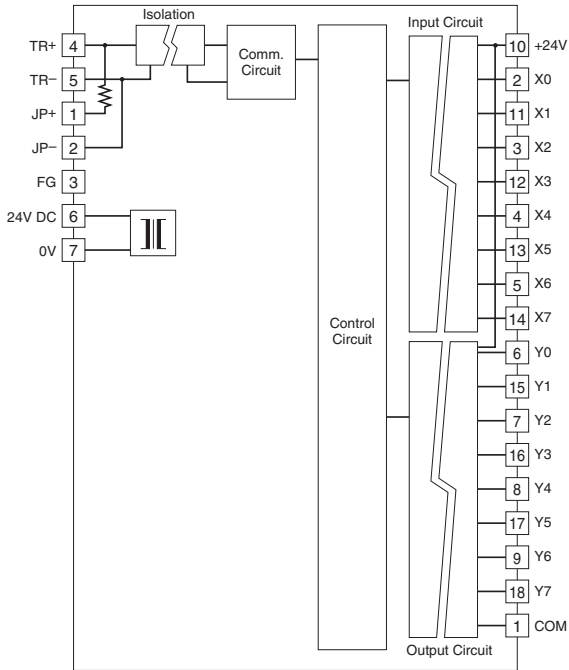 Isolation
Input Circuit
TR+ 4
TR− 5
JP+ 1
JP− 2
FG 3
24V DC 6
0V 7
Comm.
Circuit
Control
Circuit
10 +24V
2 X0
11 X1
3 X2
12 X3
4 X4
13 X5
5 X6
14 X7
6 Y0
15 Y1
7 Y2
16 Y3
8 Y4
17 Y5
9 Y6
18 Y7
1 COM
Output Circuit